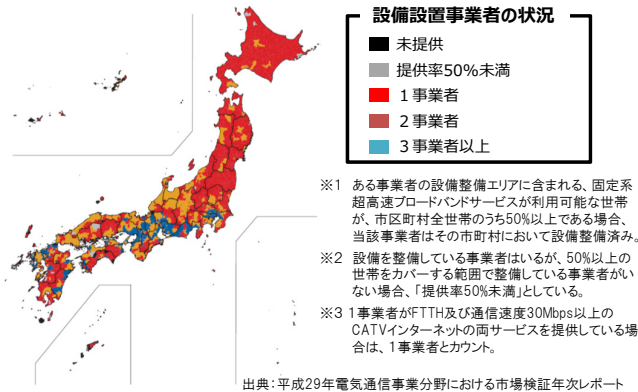 設備設置事業者の状況
未提供
提供率50%未満
１事業者
２事業者
３事業者以上
※1 ある事業者の設備整備エリアに含まれる、固定系
超高速ブロードバンドサービスが利用可能な世帯
が、市区町村全世帯のうち50%以上である場合、
当該事業者はその市町村において設備整備済み。
※2 設備を整備している事業者はいるが、50%以上の
世帯をカバーする範囲で整備している事業者がい
ない場合、「提供率50%未満」としている。
※3 1事業者がFTTH及び通信速度30Mbps以上の
CATVインターネットの両サービスを提供している場
合は、1事業者とカウント。
出典：平成29年電気通信事業分野における市場検証年次レポート